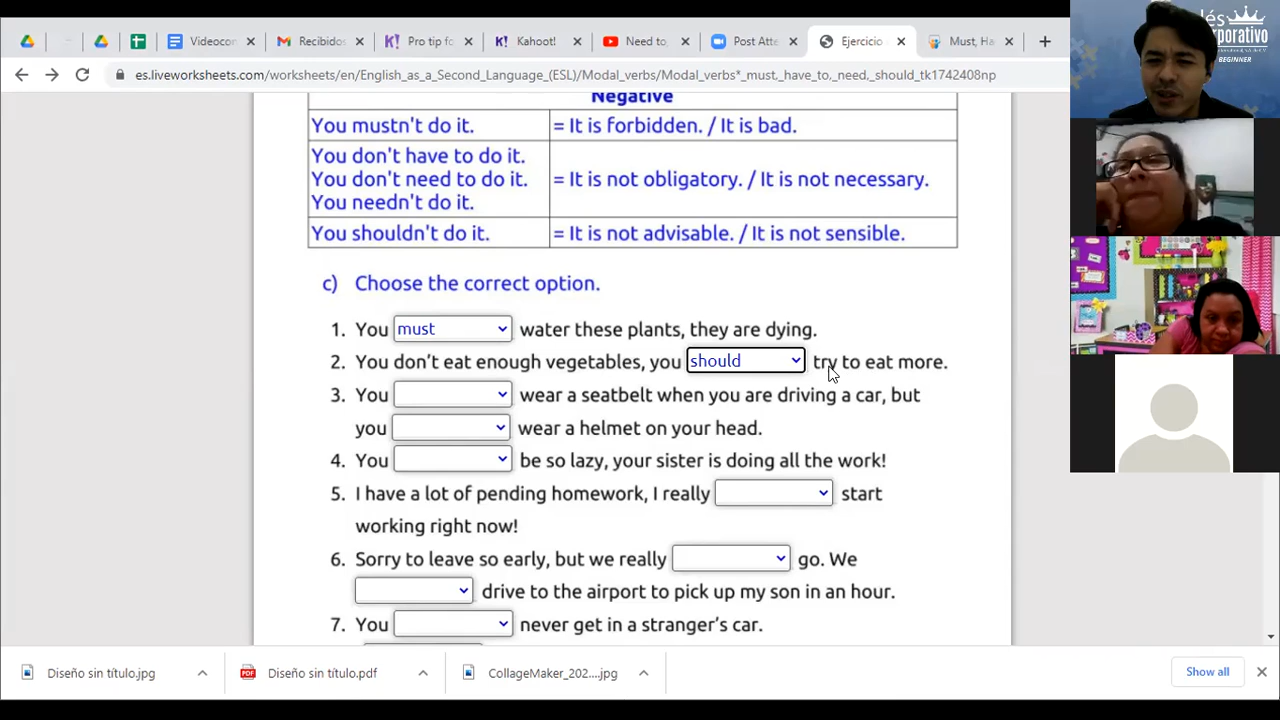 Videocon
Recibidos
Pro tip fo
Kahoot!
Need to
Post Atte
Ejercicio
Must, Ha
és
orporativo
BEGINNER
es.liveworksheets.com/worksheets/en/English_as_a_Second_Language_(ESL)/Modal_verbs/Modal_verbs*_must,_have_to,_need,_should_tk1742408np
Negative
You mustn't do it. = It is forbidden. / It is bad.
You don't have to do it.
You don't need to do it. = It is not obligatory. / It is not necessary.
You needn't do it.
You shouldn't do it. = It is not advisable. / It is not sensible.
c) Choose the correct option.
1. You must water these plants, they are dying.
2. You don't eat enough vegetables, you should try to eat more.
3. You wear a seatbelt when you are driving a car, but
you wear a helmet on your head.
4. You be so lazy, your sister is doing all the work!
5. I have a lot of pending homework, I really start
working right now!
6. Sorry to leave so early, but we really go. We
drive to the airport to pick up my son in an hour.
7. You never get in a stranger's car.
Diseño sin título.jpg
PDF
Diseño sin título.pdf
CollageMaker_202....jpg
Show all